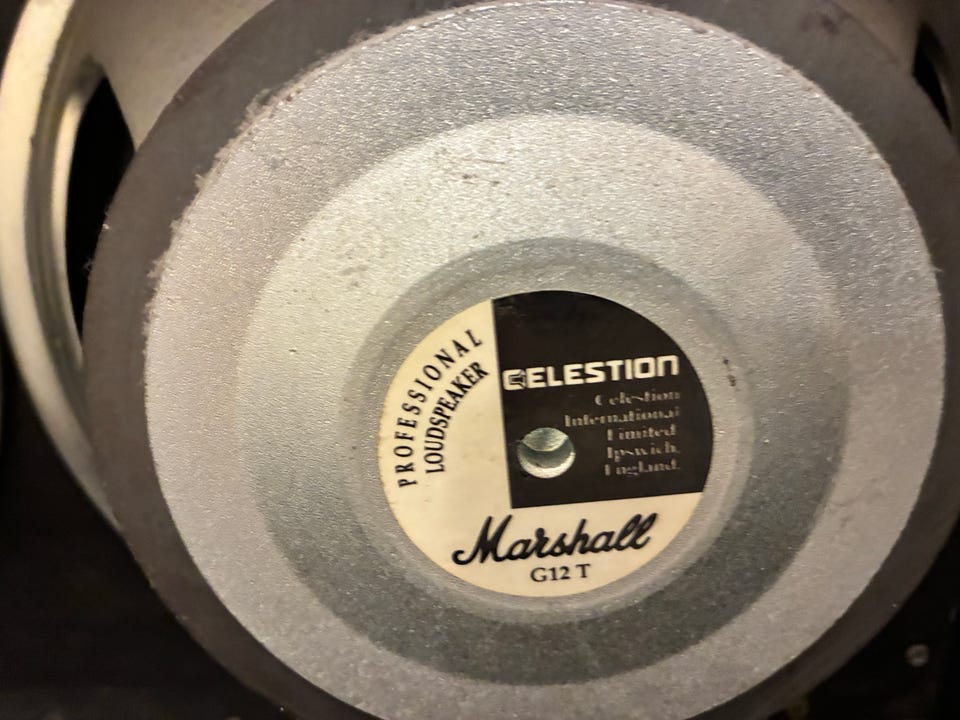 PROFESSIONAL
LOUDSPEAKER
CELESTION
Celestion
International
Limited
Ipswich
England.
Marshall
G12 T